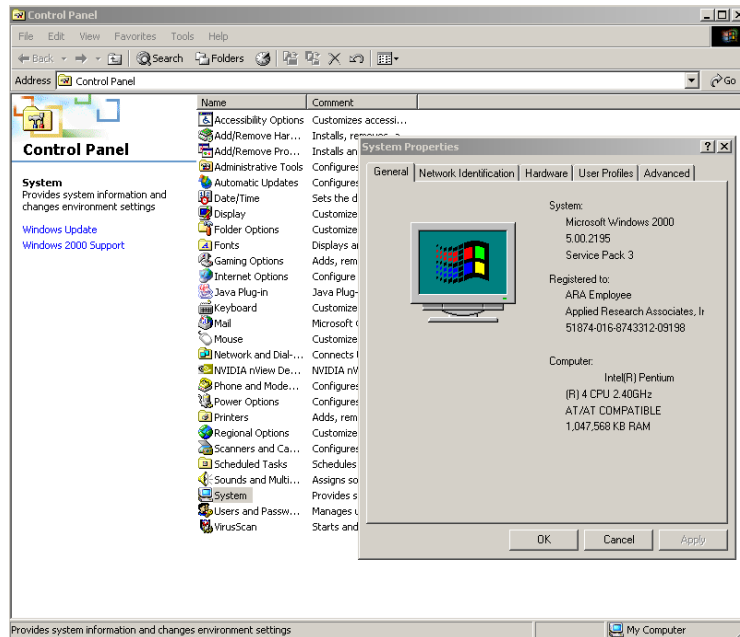 Control Panel
File Edit View Favorites Tools Help
Back Search Folders
Address Control Panel Go
Control Panel
System
Provides system information and
changes environment settings
Windows Update
Windows 2000 Support
Name Comment
Accessibility Options Customizes accessi...
Add/Remove Har... Installs, removes, a
Add/Remove Pro... Installs an
Administrative Tools Configures
Automatic Updates Configures
Date/Time Sets the d
Display Customize
Folder Options Customize
Fonts Displays a
Gaming Options Adds, rem
Internet Options Configure
Java Plug-in Java Plug-
Keyboard Customize
Mail Microsoft
Mouse Customize
Network and Dial-... Connects
NVIDIA nView De... NVIDIA nV
Phone and Mode... Configures
Power Options Configures
Printers Adds, rem
Regional Options Customize
Scanners and Ca... Configures
Scheduled Tasks Schedules
Sounds and Multi... Assigns so
System Provides s
Users and Passw... Manages u
VirusScan Starts and
System Properties
General Network Identification Hardware User Profiles Advanced
System:
Microsoft Windows 2000
5.00.2195
Service Pack 3
Registered to:
ARA Employee
Applied Research Associates, Ir
51874-016-8743312-09198
Computer:
Intel(R) Pentium
(R) 4 CPU 2.40GHz
AT/AT COMPATIBLE
1,047,568 KB RAM
OK Cancel Apply
Provides system information and changes environment settings My Computer